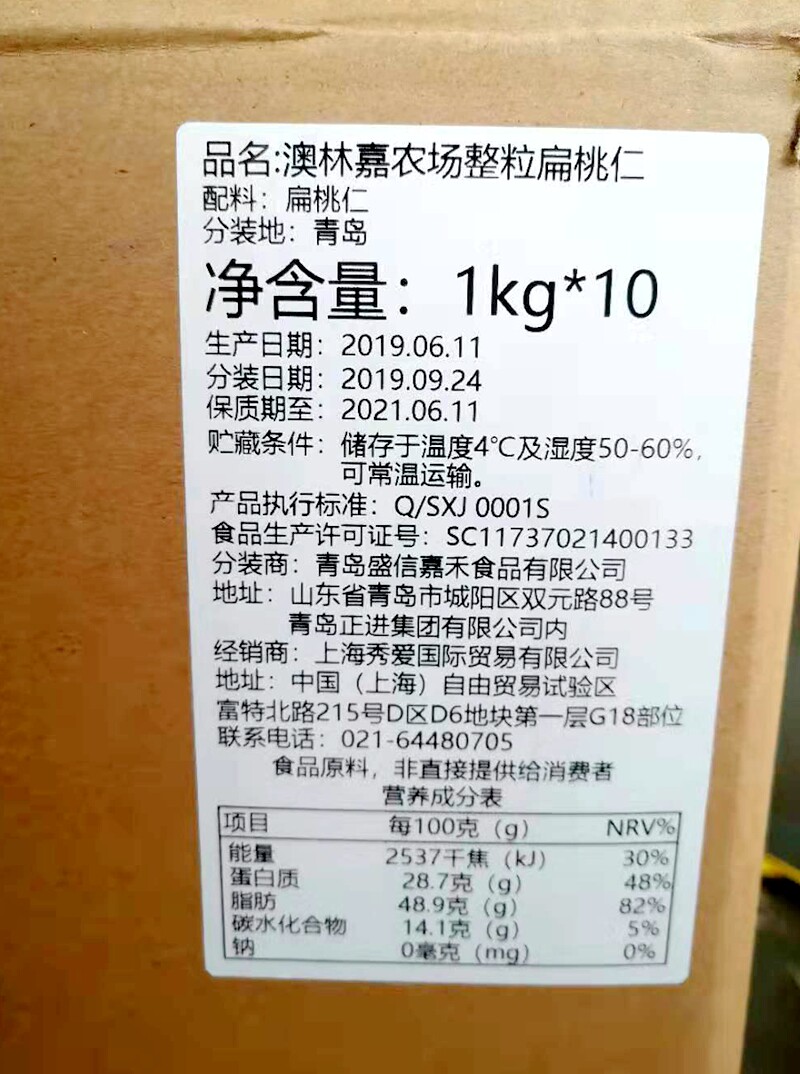 品名:澳林嘉农场整粒扁桃仁
配料：扁桃仁
分装地：青岛
净含量：1kg*10
生产日期：2019.06.11
分装日期：2019.09.24
保质期至：2021.06.11
贮藏条件：储存于温度4℃及湿度50-60%,
可常温运输。
产品执行标准：Q/SXJ 0001S
食品生产许可证号：SC11737021400133
分装商：青岛盛信嘉禾食品有限公司
地址：山东省青岛市城阳区双元路88号
青岛正进集团有限公司内
经销商：上海秀爱国际贸易有限公司
地址：中国（上海）自由贸易试验区
富特北路215号D区D6地块第一层G18部位
联系电话：021-64480705
食品原料，非直接提供给消费者
营养成分表
项目 每100克（g） NRV%
能量 2537千焦（kJ） 30%
蛋白质 28.7克（g） 48%
脂肪 48.9克（g） 82%
碳水化合物 14.1克（g） 5%
钠 0毫克（mg） 0%